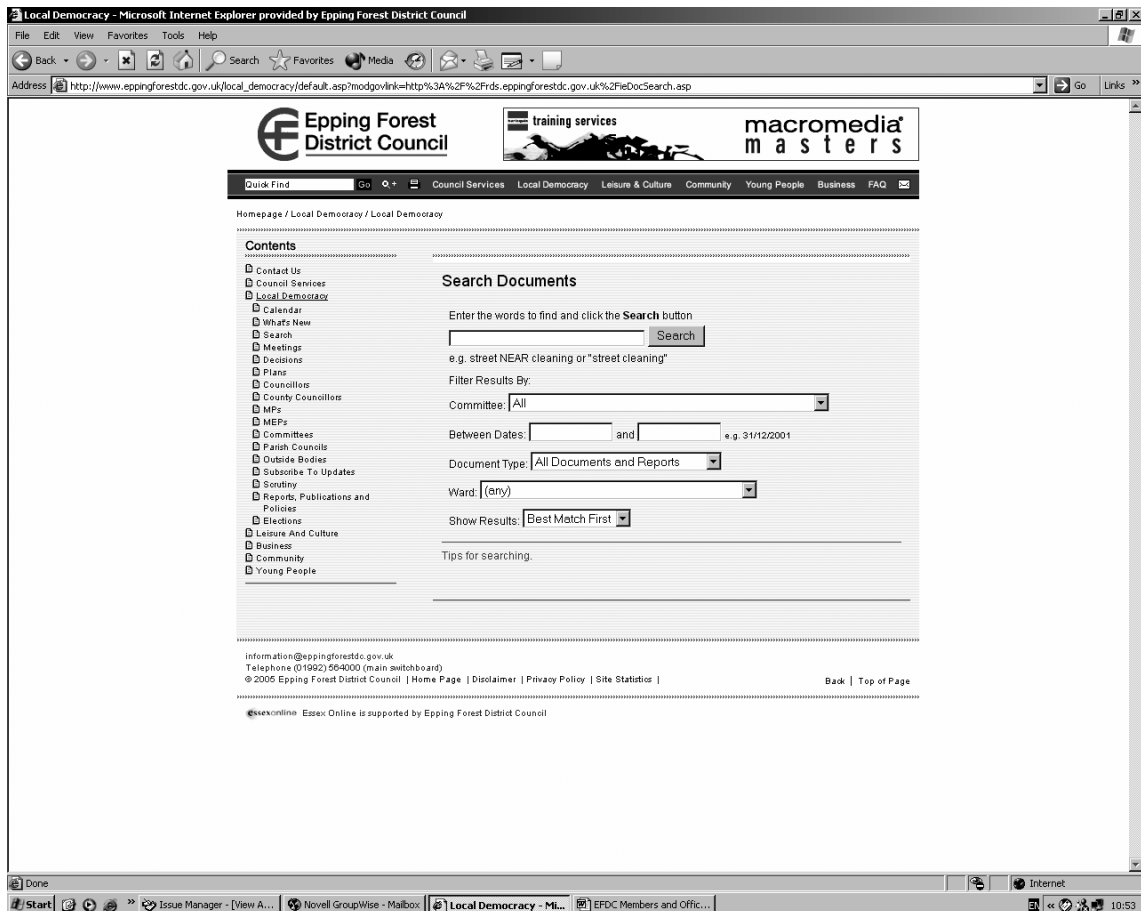 Local Democracy - Microsoft Internet Explorer provided by Epping Forest District Council
File Edit View Favorites Tools Help
Back Search Favorites Media
Address http://www.eppingforestdc.gov.uk/local_democracy/default.asp?modgovlink=http%3A%2F%2Frds.eppingforestdc.gov.uk%2FieDocSearch.asp Go Links »
Epping Forest
District Council
training services
macromedia
masters
Quick Find Go Council Services Local Democracy Leisure & Culture Community Young People Business FAQ
Homepage / Local Democracy / Local Democracy
Contents
Contact Us
Council Services
Local Democracy
Calendar
What's New
Search
Meetings
Decisions
Plans
Councillors
County Councillors
MPs
MEPs
Committees
Parish Councils
Outside Bodies
Subscribe To Updates
Scrutiny
Reports, Publications and
Policies
Elections
Leisure And Culture
Business
Community
Young People
Search Documents
Enter the words to find and click the Search button
Search
e.g. street NEAR cleaning or "street cleaning"
Filter Results By:
Committee: All
Between Dates: and e.g. 31/12/2001
Document Type: All Documents and Reports
Ward: (any)
Show Results: Best Match First
Tips for searching.
information@eppingforestdc.gov.uk
Telephone (01992) 564000 (main switchboard)
© 2005 Epping Forest District Council | Home Page | Disclaimer | Privacy Policy | Site Statistics | Back | Top of Page
essexonline Essex Online is supported by Epping Forest District Council
Done Internet
Start » Issue Manager - [View A... Novell GroupWise - Mailbox Local Democracy - Mi... EFDC Members and Offic... EN « 10:53